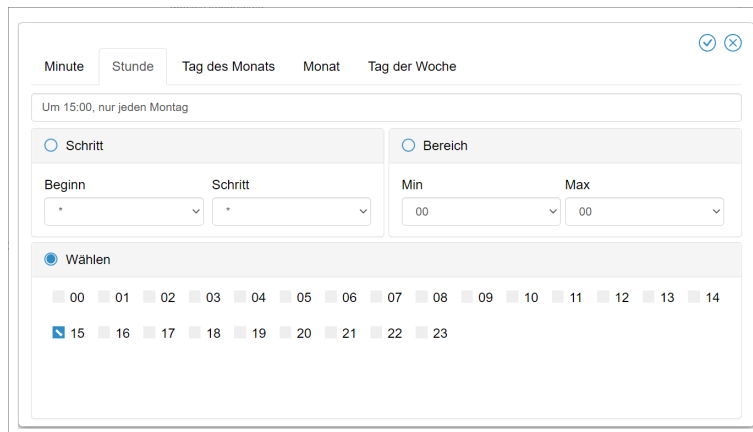 Minute Stunde Tag des Monats Monat Tag der Woche
Um 15:00, nur jeden Montag
Schritt Bereich
Beginn Schritt Min Max
* * 00 00
Wählen
00 01 02 03 04 05 06 07 08 09 10 11 12 13 14
15 16 17 18 19 20 21 22 23